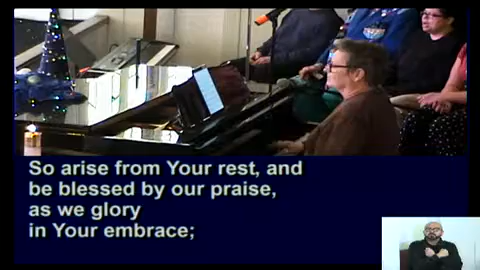 So arise from Your rest, and
be blessed by our praise,
as we glory
in Your embrace;